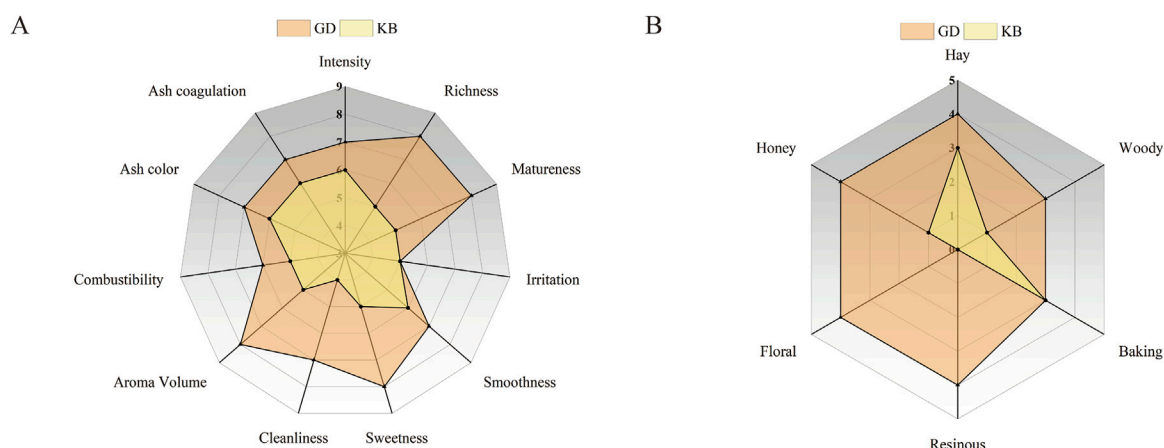 A
GD KB
Intensity
Richness
Matureness
Irritation
Smoothness
Sweetness
Cleanliness
Aroma Volume
Combustibility
Ash color
Ash coagulation
9
8
7
6
5
4
3
B
GD KB
Hay
Woody
Baking
Resinous
Floral
Honey
5
4
3
2
1
0